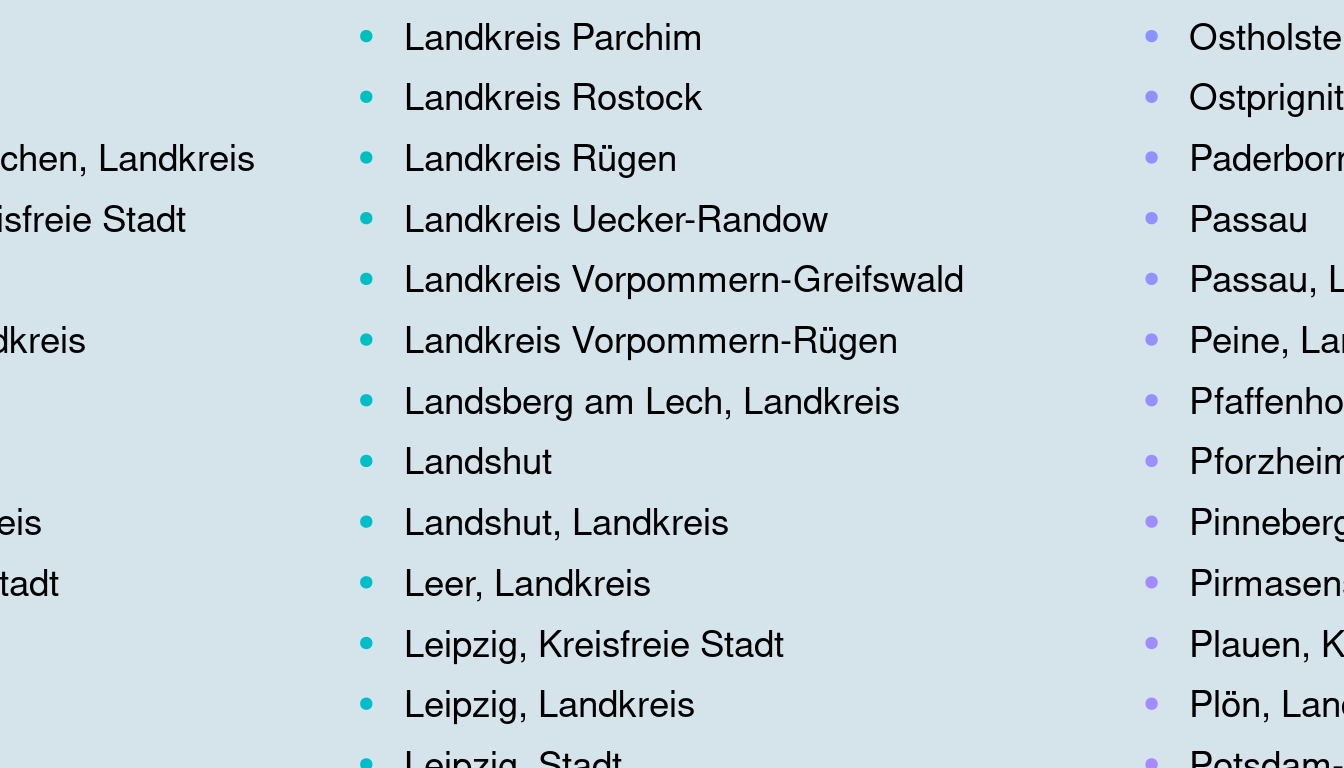 chen, Landkreis
isfreie Stadt
dkreis
eis
tadt
Landkreis Parchim
Landkreis Rostock
Landkreis Rügen
Landkreis Uecker-Randow
Landkreis Vorpommern-Greifswald
Landkreis Vorpommern-Rügen
Landsberg am Lech, Landkreis
Landshut
Landshut, Landkreis
Leer, Landkreis
Leipzig, Kreisfreie Stadt
Leipzig, Landkreis
Leipzig, Stadt
Ostholste
Ostprignit
Paderborn
Passau
Passau, L
Peine, Lan
Pfaffenho
Pforzheim
Pinneberg
Pirmasens
Plauen, K
Plön, Land
Potsdam-